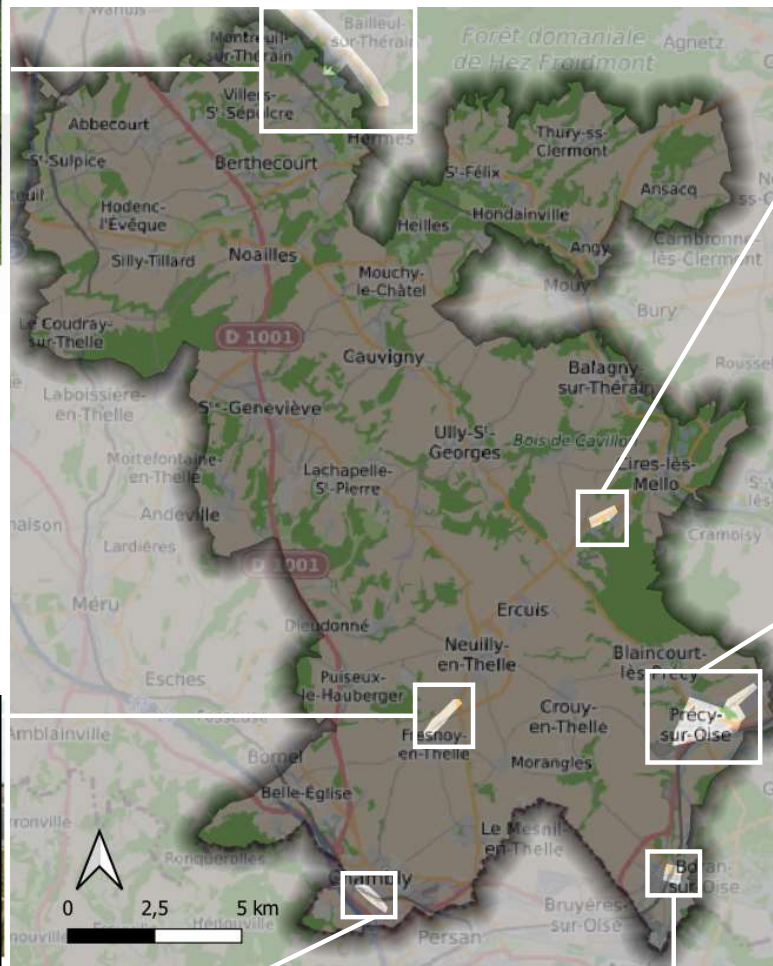 Warluis
Bailleul-
sur-Thérain
Montreuil-
sur-Thérain
Forêt domaniale
de Hez Froidmont
Agnetz
Villers-
Sᵗ-Sépulcre
Abbecourt
Hermes
Thury-ss-
Clermont
Sᵗ-Sulpice
Berthecourt
Sᵗ-Félix
Ansacq
Hodenc-
l'Évêque
Heilles
Hondainville
Silly-Tillard
Noailles
Angy
Cambronne-
lès-Clermont
Mouchy-
le-Châtel
Mouy
Bury
Le Coudray-
sur-Thelle
D 1001
Cauvigny
Balagny-
sur-Thérain
Laboissière-
en-Thelle
Sᵗᵉ-Geneviève
Ully-Sᵗ-
Georges
Bois de Cavillon
Mortefontaine-
en-Thelle
Lachapelle-
Sᵗ-Pierre
Cires-lès-
Mello
Andeville
Lardières
Cramoisy
D 1001
Méru
Ercuis
Dieudonné
Neuilly-
en-Thelle
Blaincourt-
lès-Précy
Esches
Puiseux-
le-Hauberger
Crouy-
en-Thelle
Précy-
sur-Oise
Amblainville
Fresnoy-
en-Thelle
Bornel
Morangles
Belle-Église
Le Mesnil-
en-Thelle
Ronquerolles
Chambly
Boran-
sur-Oise
0 2,5 5 km
Hédouville
Bruyères-
sur-Oise
Persan